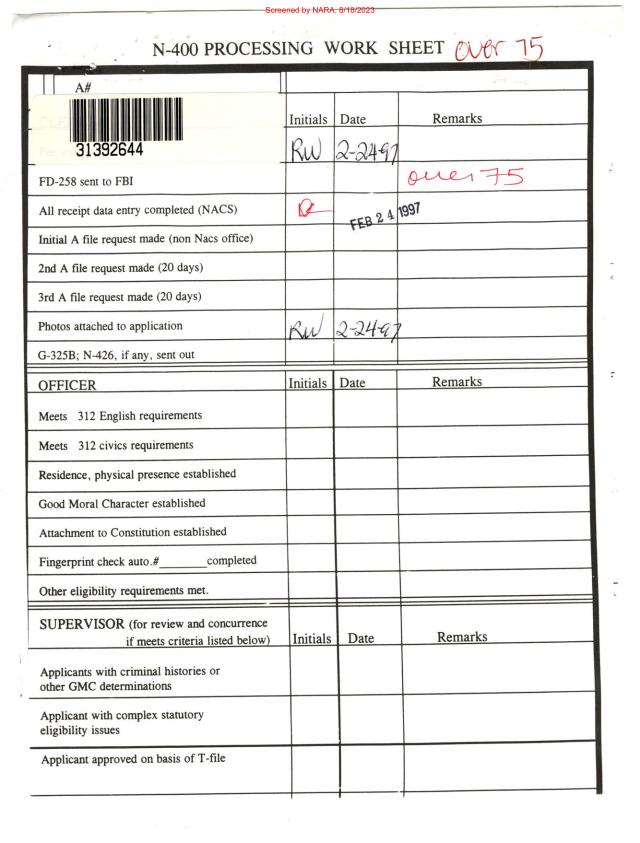 Screened by NARA, 8/18/2023
N-400 PROCESSING WORK SHEET over 75
A#
31392644
Initials Date Remarks
RW 2-24-97
FD-258 sent to FBI over 75
All receipt data entry completed (NACS) FEB 24 1997
Initial A file request made (non Nacs office)
2nd A file request made (20 days)
3rd A file request made (20 days)
Photos attached to application RW 2-24-97
G-325B; N-426, if any, sent out
OFFICER Initials Date Remarks
Meets 312 English requirements
Meets 312 civics requirements
Residence, physical presence established
Good Moral Character established
Attachment to Constitution established
Fingerprint check auto.#________completed
Other eligibility requirements met.
SUPERVISOR (for review and concurrence
if meets criteria listed below) Initials Date Remarks
Applicants with criminal histories or
other GMC determinations
Applicant with complex statutory
eligibility issues
Applicant approved on basis of T-file